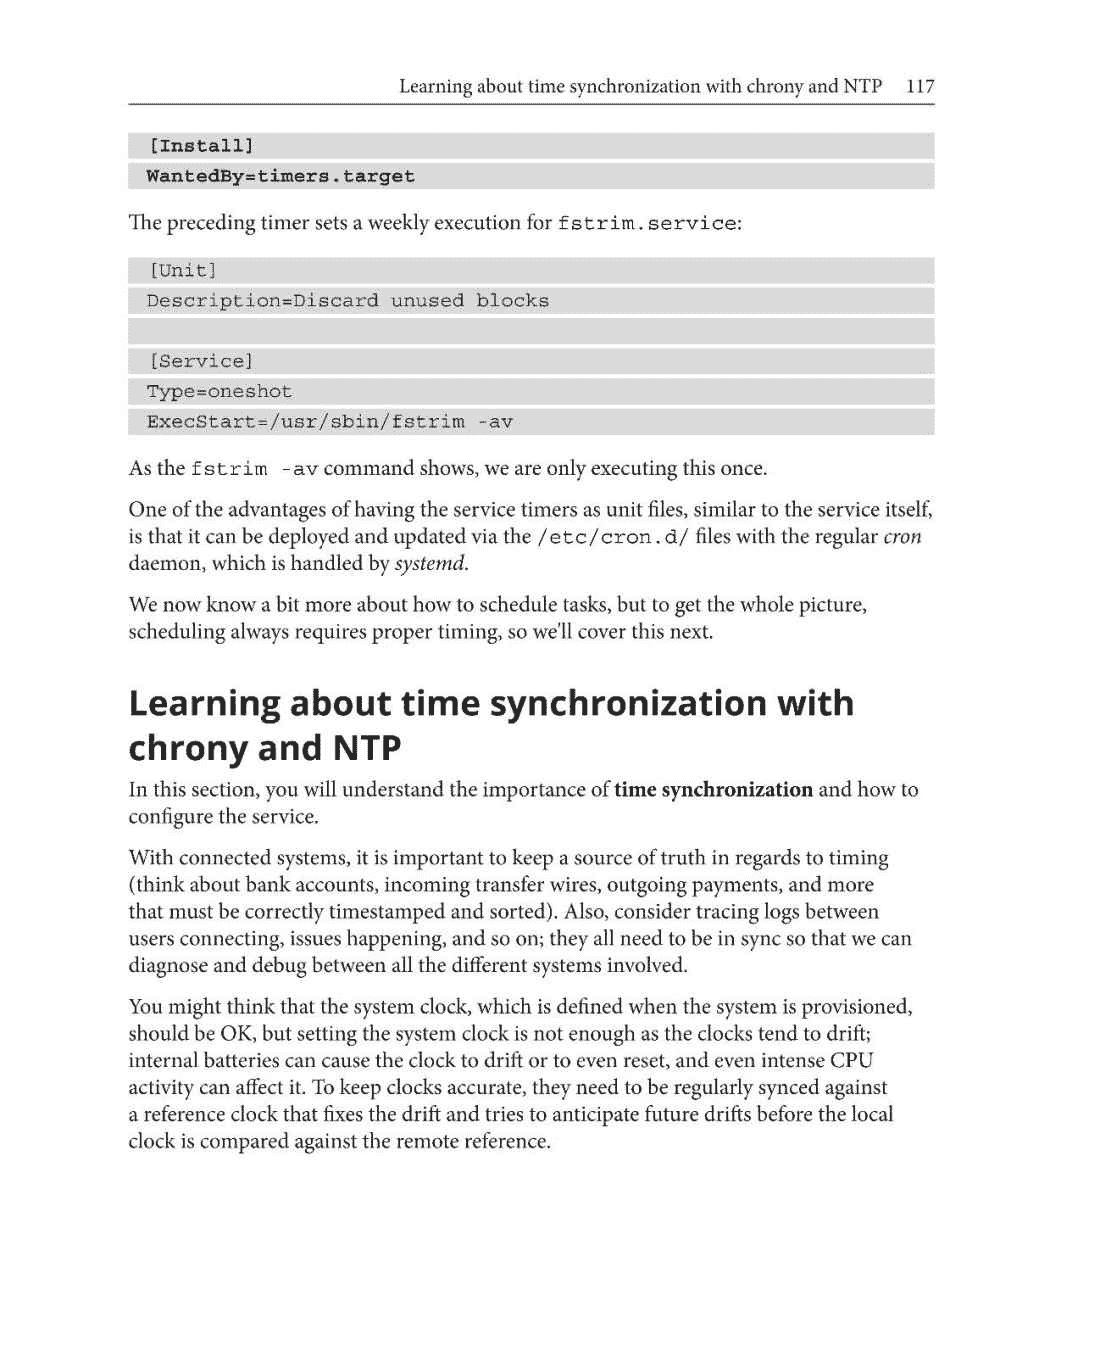 Learning about time synchronization with chrony and NTP 117
[Install]
WantedBy=timers.target
The preceding timer sets a weekly execution for fstrim.service:
[Unit]
Description=Discard unused blocks
[Service]
Type=oneshot
ExecStart=/usr/sbin/fstrim -av
As the fstrim -av command shows, we are only executing this once.
One of the advantages of having the service timers as unit files, similar to the service itself,
is that it can be deployed and updated via the /etc/cron.d/ files with the regular cron
daemon, which is handled by systemd.
We now know a bit more about how to schedule tasks, but to get the whole picture,
scheduling always requires proper timing, so we'll cover this next.
Learning about time synchronization with
chrony and NTP
In this section, you will understand the importance of time synchronization and how to
configure the service.
With connected systems, it is important to keep a source of truth in regards to timing
(think about bank accounts, incoming transfer wires, outgoing payments, and more
that must be correctly timestamped and sorted). Also, consider tracing logs between
users connecting, issues happening, and so on; they all need to be in sync so that we can
diagnose and debug between all the different systems involved.
You might think that the system clock, which is defined when the system is provisioned,
should be OK, but setting the system clock is not enough as the clocks tend to drift;
internal batteries can cause the clock to drift or to even reset, and even intense CPU
activity can affect it. To keep clocks accurate, they need to be regularly synced against
a reference clock that fixes the drift and tries to anticipate future drifts before the local
clock is compared against the remote reference.